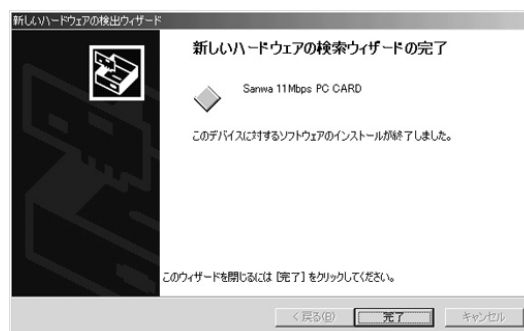 新しいハードウェアの検出ウィザード
新しいハードウェアの検索ウィザードの完了
Sanwa 11Mbps PC CARD
このデバイスに対するソフトウェアのインストールが終了しました。
このウィザードを閉じるには [完了] をクリックしてください。
< 戻る(B) 完了 キャンセル